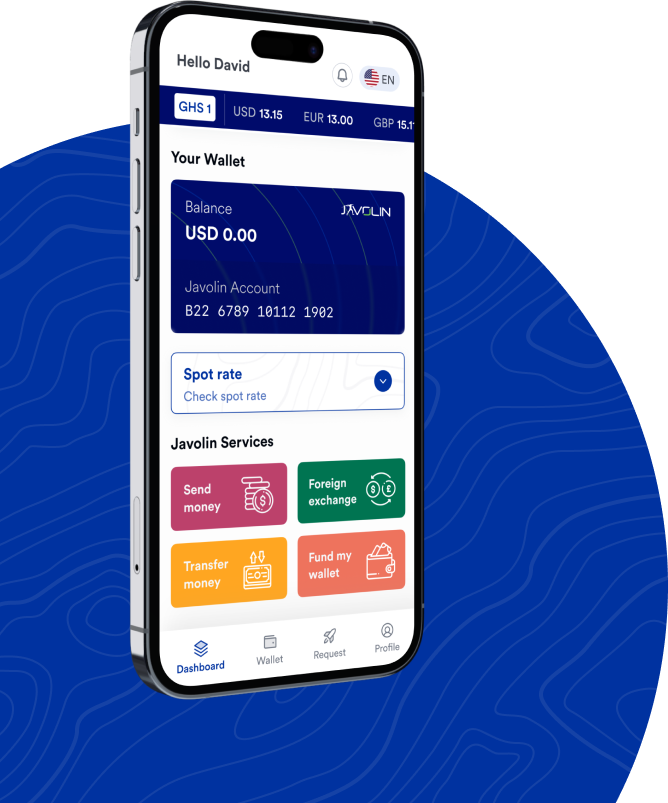 Hello David
EN
GHS 1 USD 13.15 EUR 13.00 GBP 15.1
Your Wallet
Balance
JAVOLIN
USD 0.00
Javolin Account
B22 6789 10112 1902
Spot rate
Check spot rate
Javolin Services
Send
money
Foreign
exchange
Transfer
money
Fund my
wallet
Dashboard
Wallet
Request
Profile